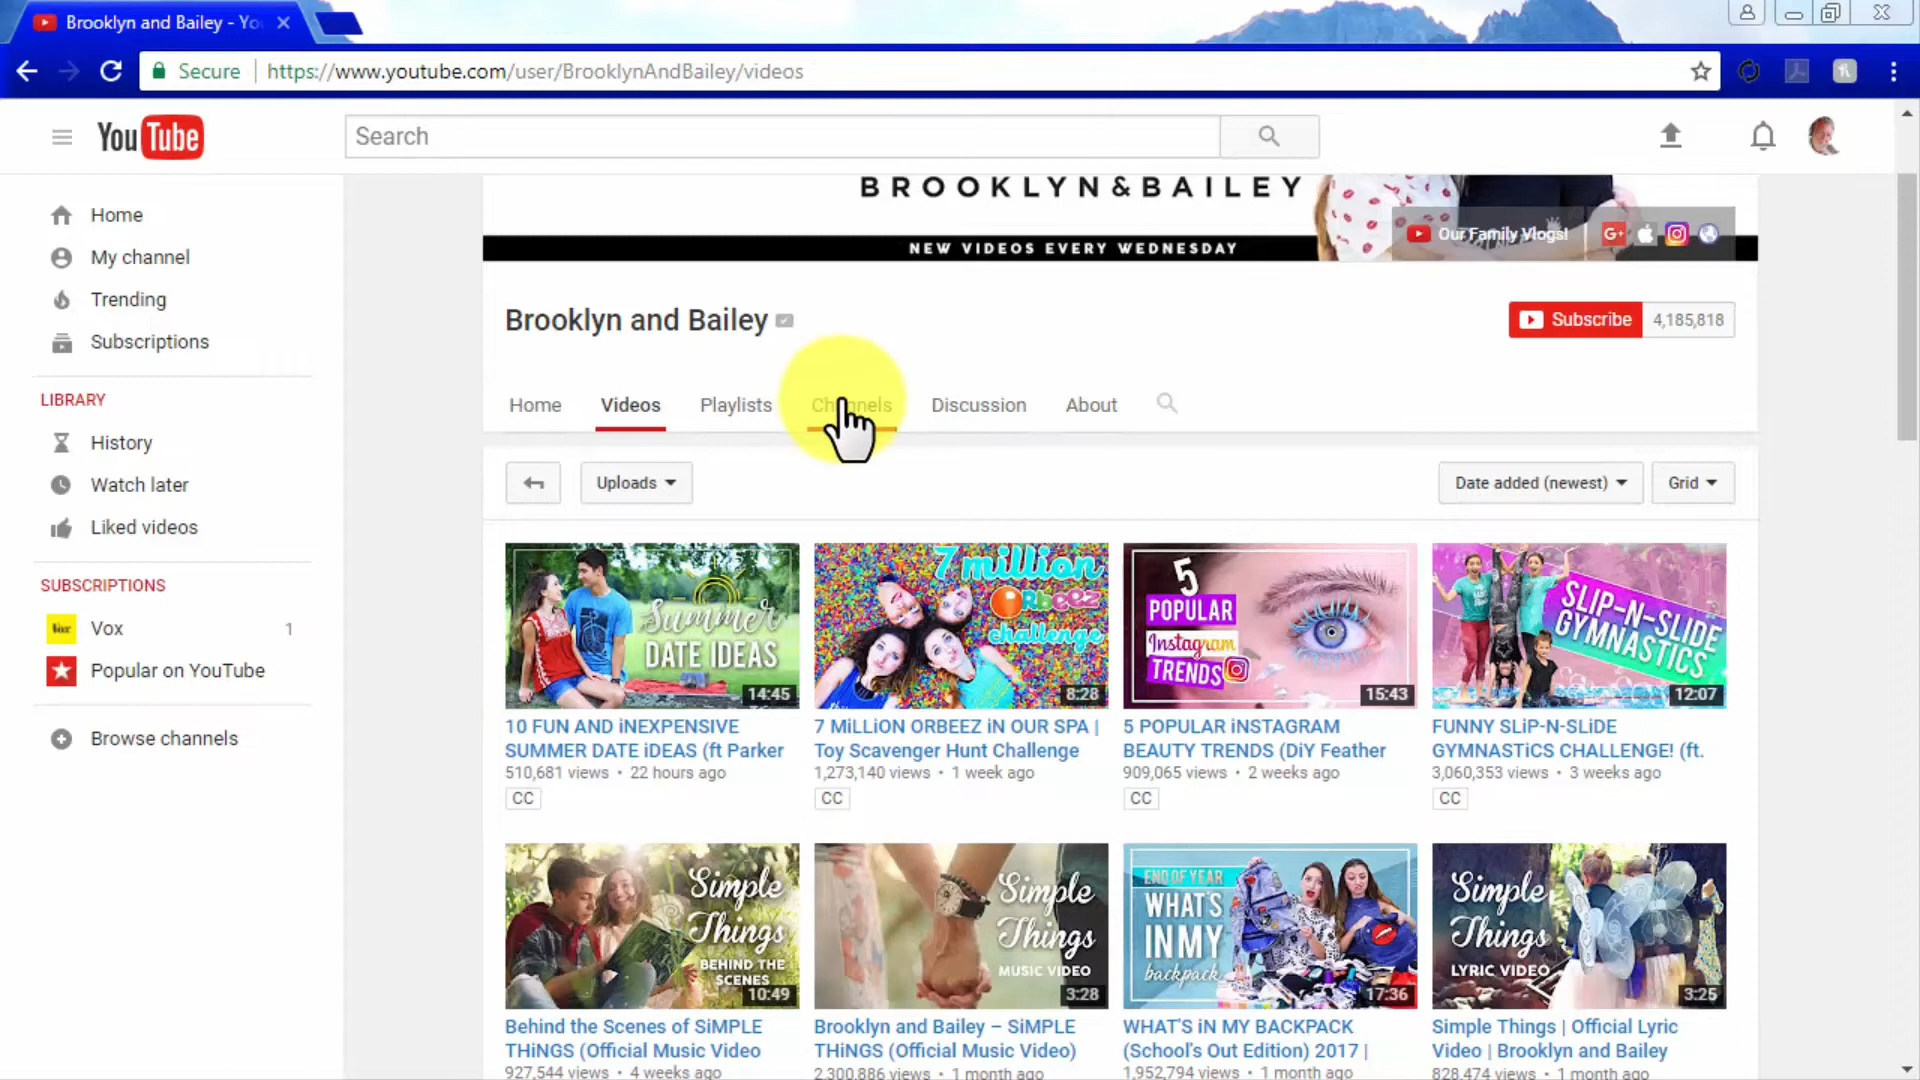 Brooklyn and Bailey - Yo
Secure
https://www.youtube.com/user/BrooklynAndBailey/videos
YouTube
Search
Home
My channel
Trending
Subscriptions
LIBRARY
History
Watch later
Liked videos
SUBSCRIPTIONS
Vox 1
Popular on YouTube
Browse channels
BROOKLYN&BAILEY
NEW VIDEOS EVERY WEDNESDAY
Our Family Vlogs!
G+
Brooklyn and Bailey
Subscribe 4,185,818
Home Videos Playlists Channels Discussion About
Uploads Date added (newest) Grid
Summer
DATE IDEAS
14:45
7 million
ORbeez
challenge
8:28
5
POPULAR
Instagram
TRENDS
15:43
SLIP-N-SLIDE
GYMNASTICS
12:07
10 FUN AND iNEXPENSIVE
SUMMER DATE iDEAS (ft Parker
510,681 views • 22 hours ago
CC
7 MiLLiON ORBEEZ iN OUR SPA |
Toy Scavenger Hunt Challenge
1,273,140 views • 1 week ago
CC
5 POPULAR iNSTAGRAM
BEAUTY TRENDS (DiY Feather
909,065 views • 2 weeks ago
CC
FUNNY SLiP-N-SLiDE
GYMNASTiCS CHALLENGE! (ft.
3,060,353 views • 3 weeks ago
CC
Simple
Things
BEHIND THE
SCENES
10:49
Simple
Things
MUSIC VIDEO
3:28
END OF YEAR
WHAT'S
IN MY
backpack
17:36
Simple
Things
LYRIC VIDEO
3:25
Behind the Scenes of SiMPLE
THiNGS (Official Music Video
927,544 views • 4 weeks ago
Brooklyn and Bailey – SiMPLE
THiNGS (Official Music Video)
2,300,886 views • 1 month ago
WHAT'S iN MY BACKPACK
(School's Out Edition) 2017 |
1,952,794 views • 1 month ago
Simple Things | Official Lyric
Video | Brooklyn and Bailey
828,474 views • 1 month ago